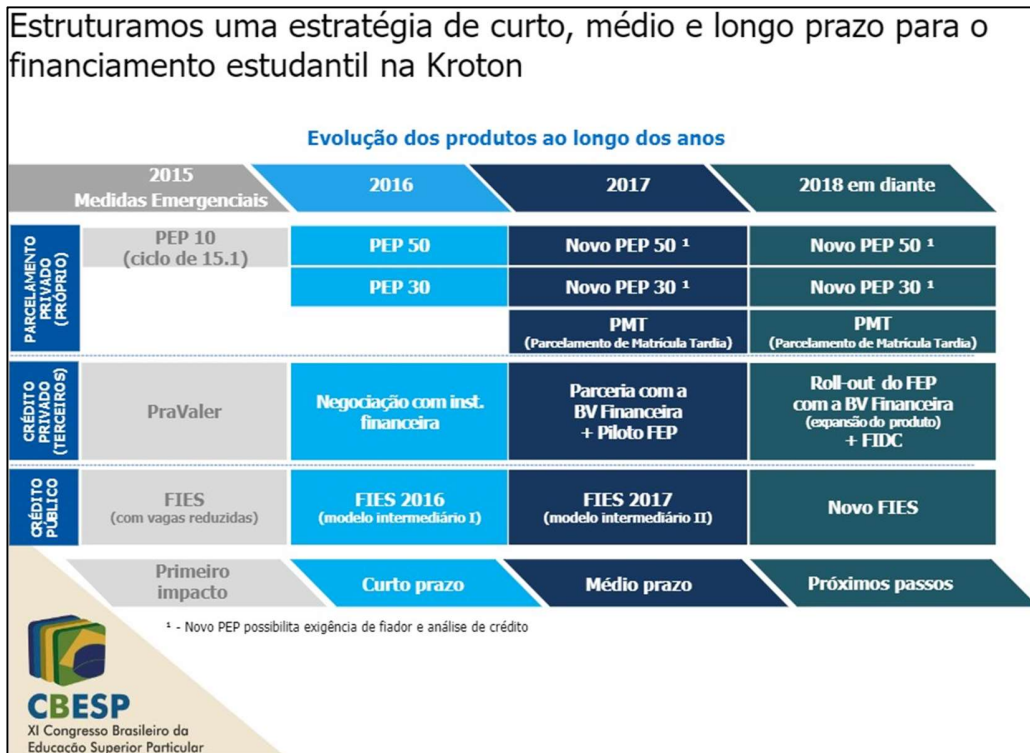 Estruturamos uma estratégia de curto, médio e longo prazo para o
financiamento estudantil na Kroton
Evolução dos produtos ao longo dos anos
2015
Medidas Emergenciais
2016
2017
2018 em diante
PARCELAMENTO
PRIVADO
(PRÓPRIO)
PEP 10
(ciclo de 15.1)
PEP 50
Novo PEP 50 ¹
Novo PEP 50 ¹
PEP 30
Novo PEP 30 ¹
Novo PEP 30 ¹
PMT
(Parcelamento de Matrícula Tardia)
PMT
(Parcelamento de Matrícula Tardia)
CRÉDITO
PRIVADO
(TERCEIROS)
PraValer
Negociação com inst.
financeira
Parceria com a
BV Financeira
+ Piloto FEP
Roll-out do FEP
com a BV Financeira
(expansão do produto)
+ FIDC
CRÉDITO
PÚBLICO
FIES
(com vagas reduzidas)
FIES 2016
(modelo intermediário I)
FIES 2017
(modelo intermediário II)
Novo FIES
Primeiro
impacto
Curto prazo
Médio prazo
Próximos passos
¹ - Novo PEP possibilita exigência de fiador e análise de crédito
CBESP
XI Congresso Brasileiro da
Educação Superior Particular